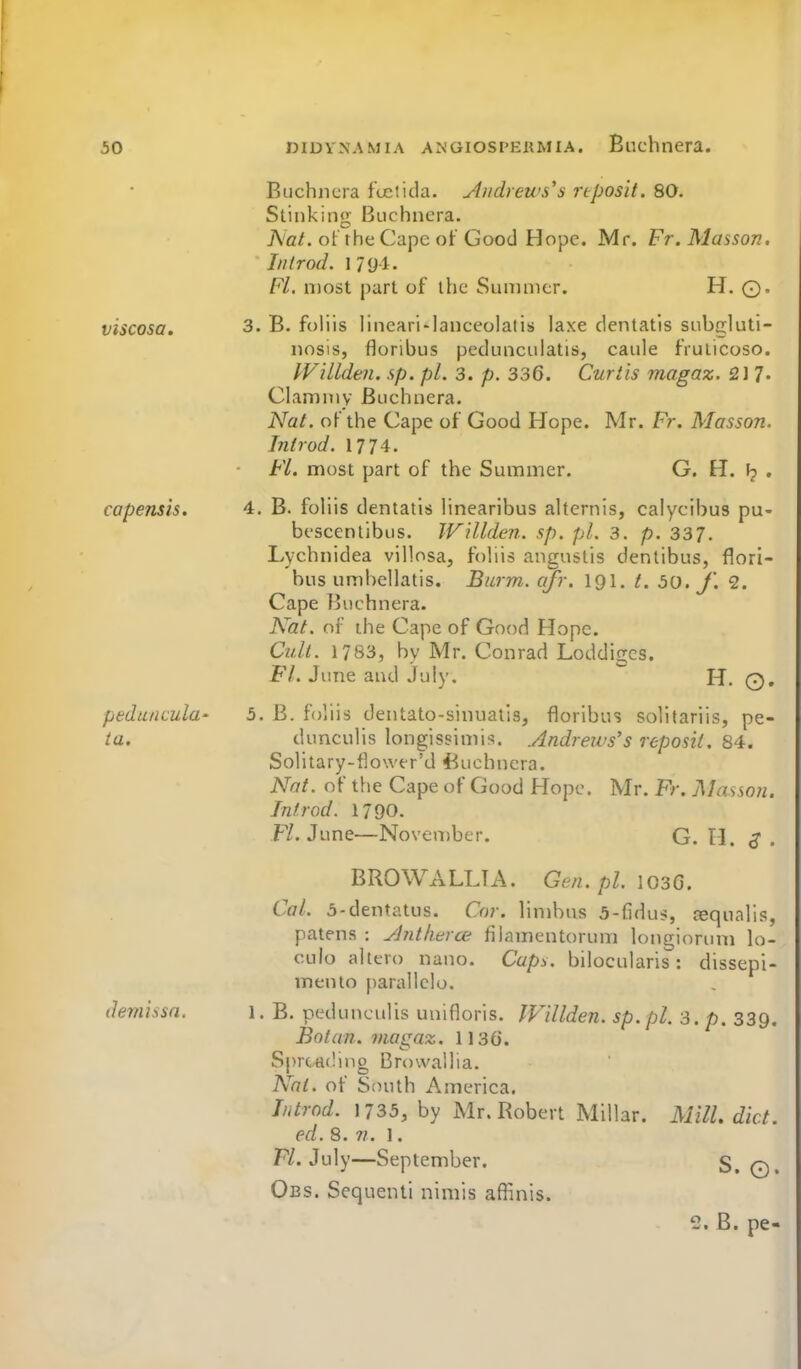 50 DIDYNAMIA ANGIOSPERMIA. Buchnera.
Buchnera fœtida. Andrews's reposit. 80.
Stinking Buchnera.
Nat. of the Cape of Good Hope. Mr. Fr. Masson.
Introd. 1794.
Fl. most part of the Summer. H. ☉.
viscosa. 3. B. foliis lineari-lanceolatis laxe dentatis subgluti-
nosis, floribus pedunculatis, caule fruticoso.
Willden. sp. pl. 3. p. 336. Curtis magaz. 217.
Clammy Buchnera.
Nat. of the Cape of Good Hope. Mr. Fr. Masson.
Introd. 1774.
Fl. most part of the Summer. G. H. ♄.
capensis. 4. B. foliis dentatis linearibus alternis, calycibus pu-
bescentibus. Willden. sp. pl. 3. p. 337.
Lychnidea villosa, foliis angustis dentibus, flori-
bus umbellatis. Burm. afr. 191. t. 50. f. 2.
Cape Buchnera.
Nat. of the Cape of Good Hope.
Cult. 1783, by Mr. Conrad Loddiges.
Fl. June and July. H. ☉.
peduncula- 5. B. foliis dentato-sinuatis, floribus solitariis, pe-
ta. dunculis longissimis. Andrews's reposit. 84.
Solitary-flower'd Buchnera.
Nat. of the Cape of Good Hope. Mr. Fr. Masson.
Introd. 1790.
Fl. June—November. G. H. ♂.
BROWALLIA. Gen. pl. 1036.
Cal. 5-dentatus. Cor. limbus 5-fidus, æqualis,
patens : Antheræ filamentorum longiorum lo-
culo altero nano. Caps. bilocularis : dissepi-
mento parallelo.
demissa. 1. B. pedunculis unifloris. Willden. sp. pl. 3. p. 339.
Botan. magaz. 1136.
Spreading Browallia.
Nat. of South America.
Introd. 1735, by Mr. Robert Millar. Mill. dict.
ed. 8. n. 1.
Fl. July—September. S. ☉.
OBS. Sequenti nimis affinis.
2. B. pe-